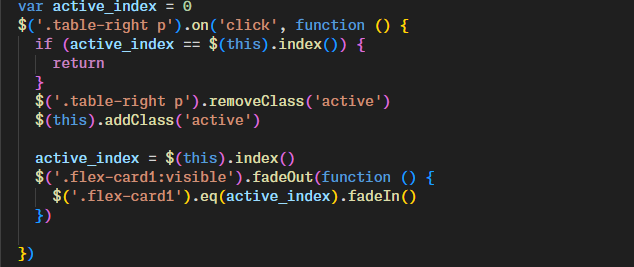 var active_index = 0
$('.table-right p').on('click', function () {
if (active_index == $(this).index()) {
return
}
$('.table-right p').removeClass('active')
$(this).addClass('active')
active_index = $(this).index()
$('.flex-card1:visible').fadeOut(function () {
$('.flex-card1').eq(active_index).fadeIn()
})
})